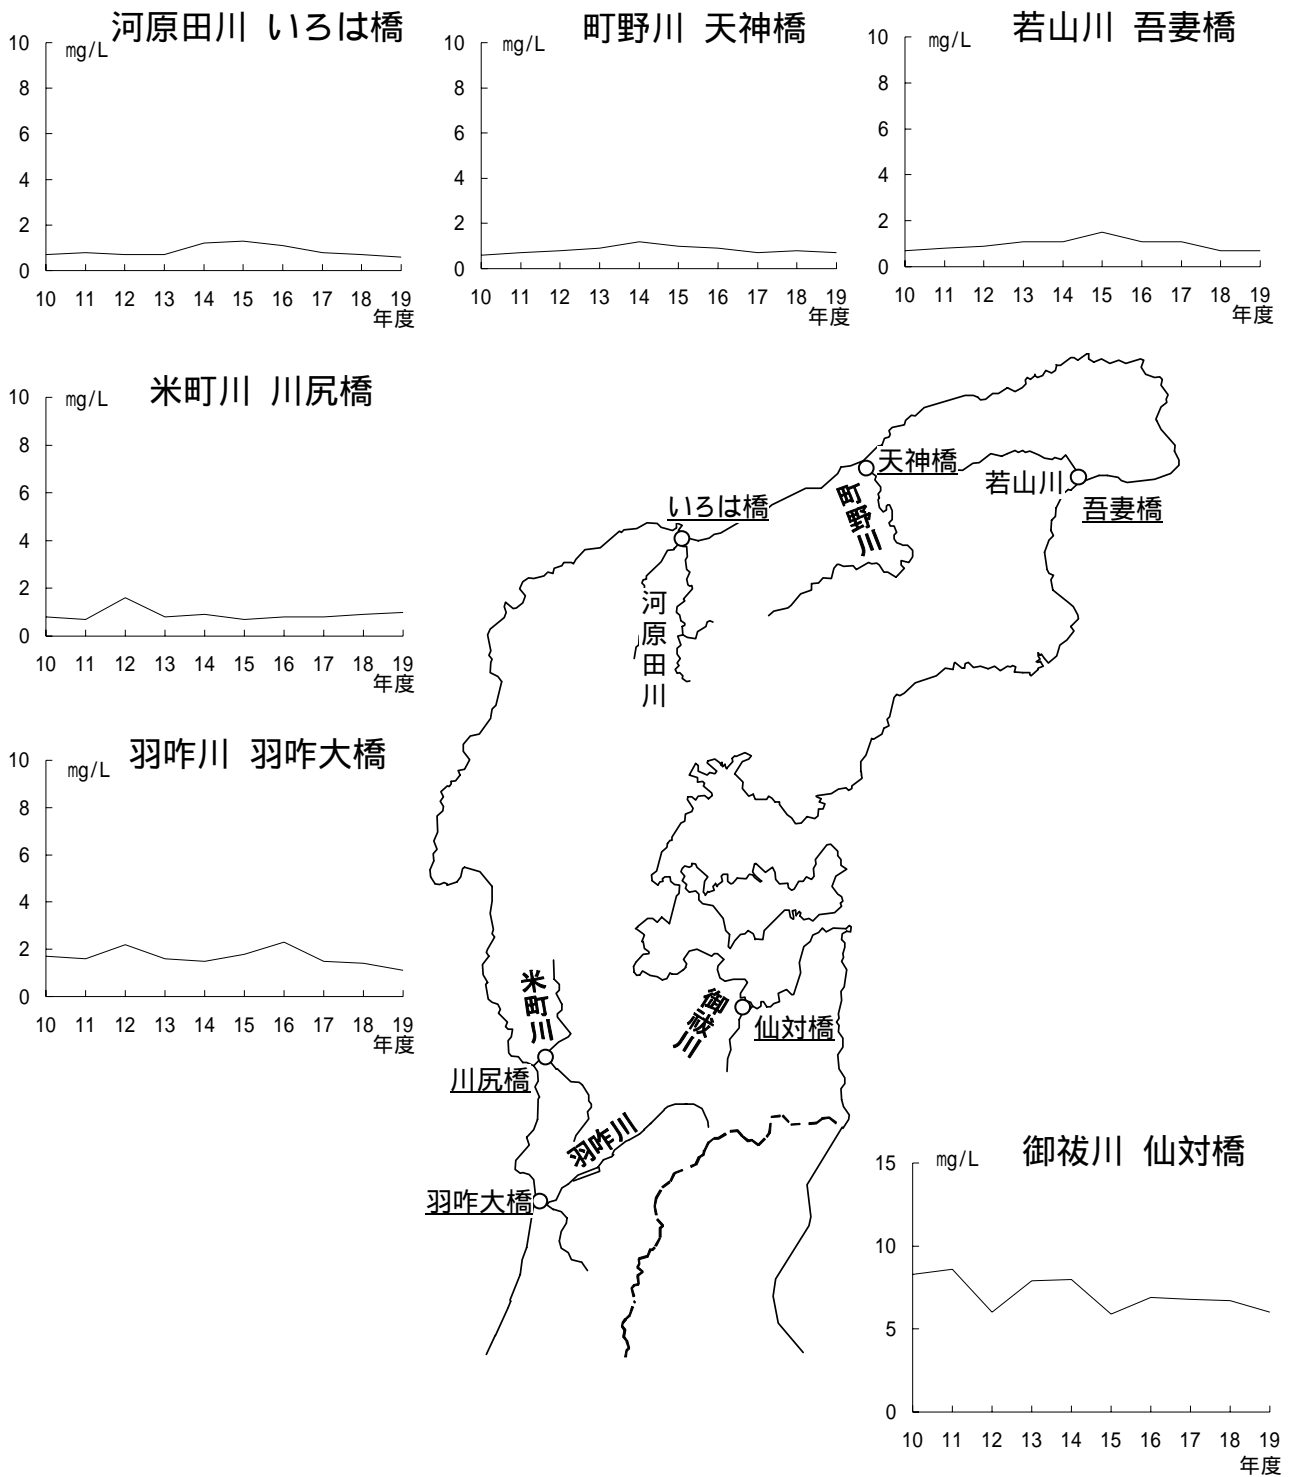 河原田川 いろは橋
mg/L
10
8
6
4
2
0
10 11 12 13 14 15 16 17 18 19
年度
町野川 天神橋
mg/L
10
8
6
4
2
0
10 11 12 13 14 15 16 17 18 19
年度
若山川 吾妻橋
mg/L
10
8
6
4
2
0
10 11 12 13 14 15 16 17 18 19
年度
米町川 川尻橋
mg/L
10
8
6
4
2
0
10 11 12 13 14 15 16 17 18 19
年度
羽咋川 羽咋大橋
mg/L
10
8
6
4
2
0
10 11 12 13 14 15 16 17 18 19
年度
天神橋
若山川
吾妻橋
町野川
いろは橋
河原田川
米町川
川尻橋
御祓川
仙対橋
羽咋川
羽咋大橋
御祓川 仙対橋
mg/L
15
10
5
0
10 11 12 13 14 15 16 17 18 19
年度